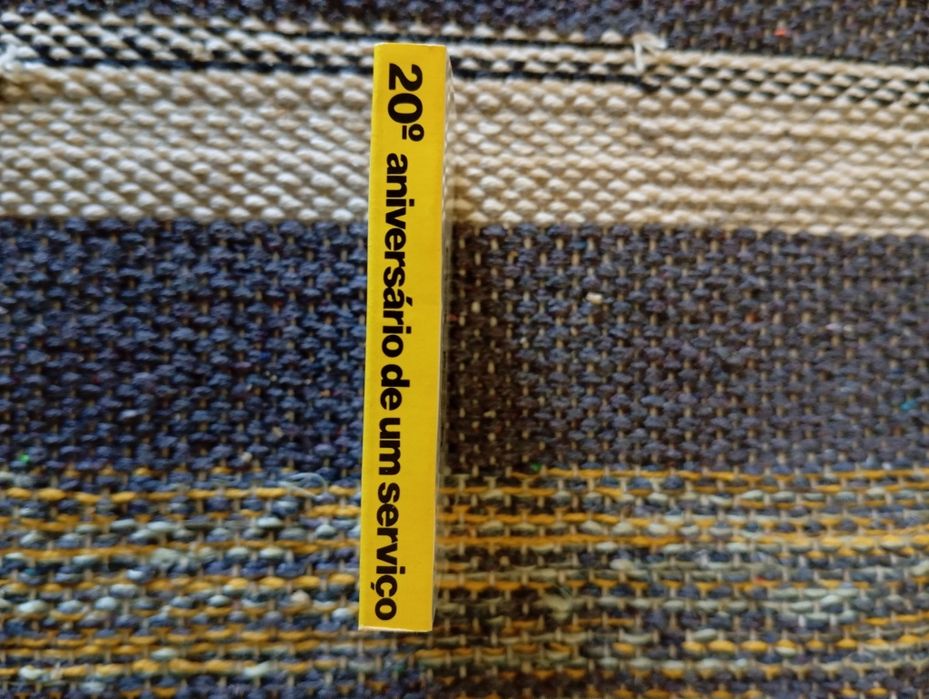 20º aniversário de um serviço